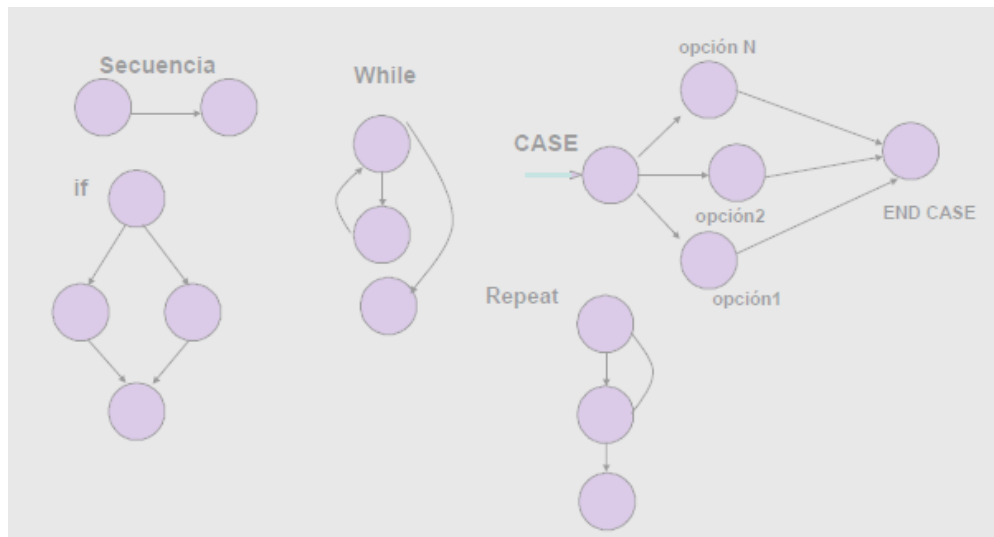 Secuencia
While
opción N
CASE
if
opción2
END CASE
Repeat
opción1